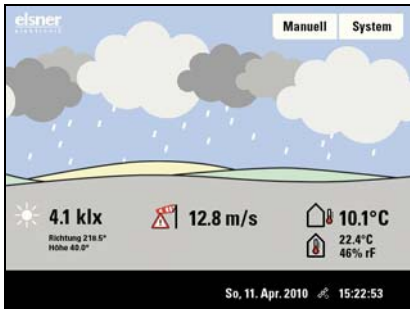 elsner
elektronik
Manuell
System
4.1 klx
Richtung 218.5°
Höhe 40.0°
12.8 m/s
10.1°C
22.4°C
46% rF
So, 11. Apr. 2010
15:22:53